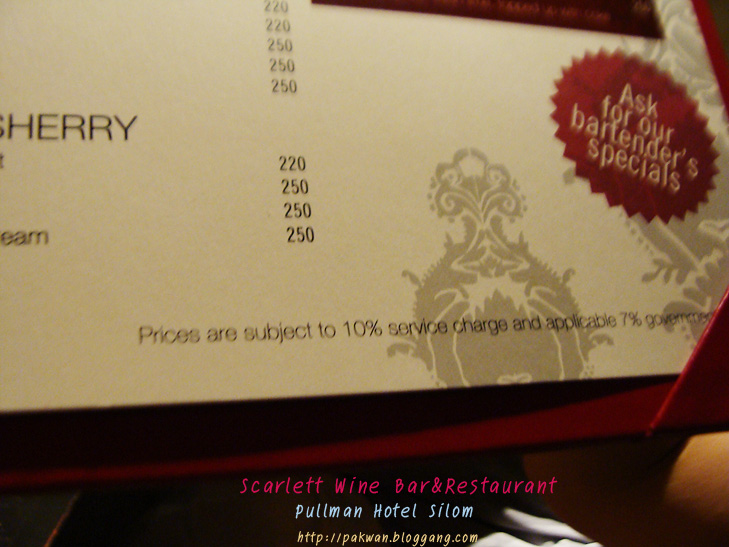 220
220
250
250
250
Ask
for our
bartender's
specials
SHERRY
220
250
250
eam 250
Prices are subject to 10% service charge and applicable 7% governmen
Scarlett Wine Bar&Restaurant
Pullman Hotel Silom
http://pakwan.bloggang.com